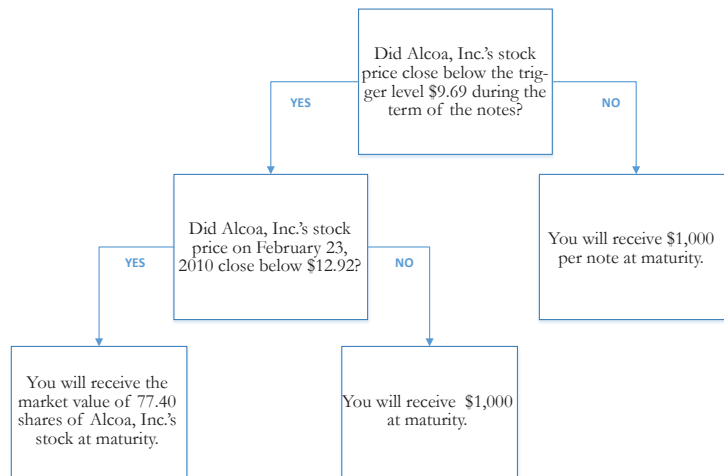 Did Alcoa, Inc.'s stock
price close below the trig-
ger level $9.69 during the
term of the notes?
YES
NO
Did Alcoa, Inc.'s stock
price on February 23,
2010 close below $12.92?
You will receive $1,000
per note at maturity.
YES
NO
You will receive the
market value of 77.40
shares of Alcoa, Inc.'s
stock at maturity.
You will receive $1,000
at maturity.